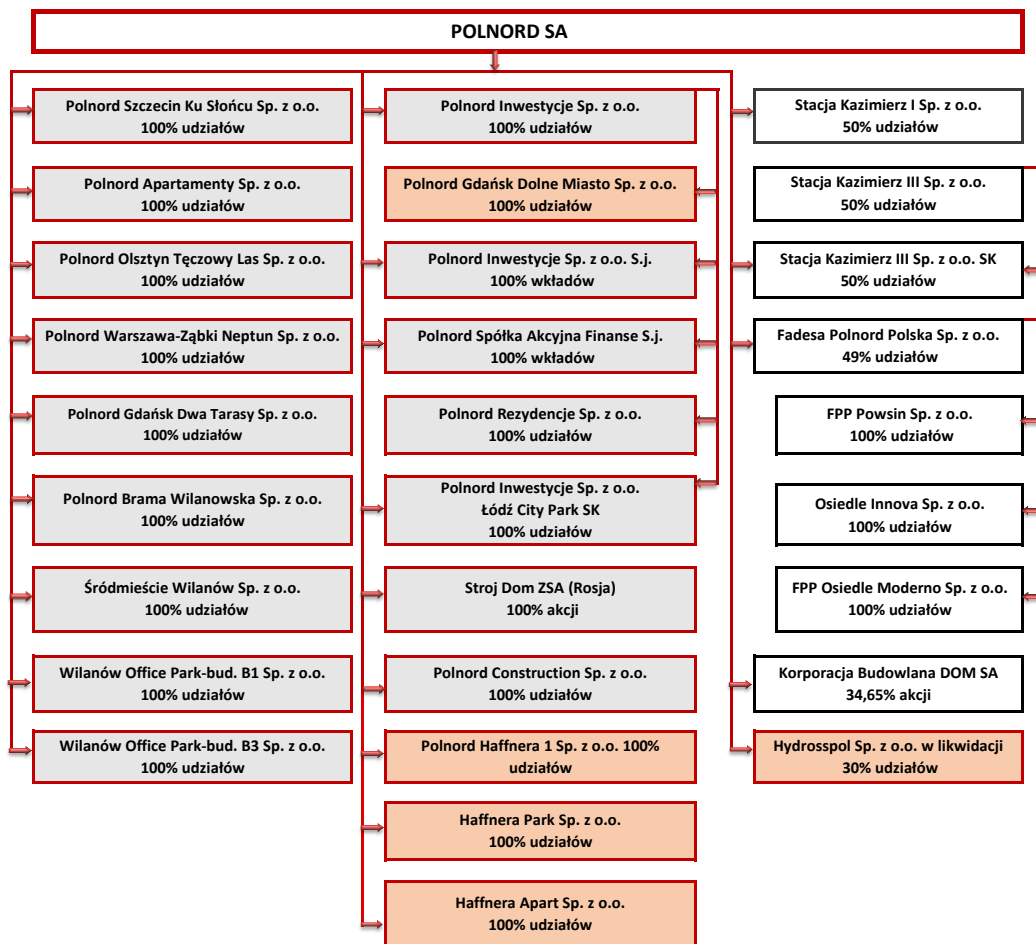 POLNORD SA
Polnord Szczecin Ku Słońcu Sp. z o.o.
100% udziałów
Polnord Apartamenty Sp. z o.o.
100% udziałów
Polnord Olsztyn Tęczowy Las Sp. z o.o.
100% udziałów
Polnord Warszawa-Ząbki Neptun Sp. z o.o.
100% udziałów
Polnord Gdańsk Dwa Tarasy Sp. z o.o.
100% udziałów
Polnord Brama Wilanowska Sp. z o.o.
100% udziałów
Śródmieście Wilanów Sp. z o.o.
100% udziałów
Wilanów Office Park-bud. B1 Sp. z o.o.
100% udziałów
Wilanów Office Park-bud. B3 Sp. z o.o.
100% udziałów
Polnord Inwestycje Sp. z o.o.
100% udziałów
Polnord Gdańsk Dolne Miasto Sp. z o.o.
100% udziałów
Polnord Inwestycje Sp. z o.o. S.j.
100% wkładów
Polnord Spółka Akcyjna Finanse S.j.
100% wkładów
Polnord Rezydencje Sp. z o.o.
100% udziałów
Polnord Inwestycje Sp. z o.o.
Łódź City Park SK
100% udziałów
Stroj Dom ZSA (Rosja)
100% akcji
Polnord Construction Sp. z o.o.
100% udziałów
Polnord Haffnera 1 Sp. z o.o. 100%
udziałów
Haffnera Park Sp. z o.o.
100% udziałów
Haffnera Apart Sp. z o.o.
100% udziałów
Stacja Kazimierz I Sp. z o.o.
50% udziałów
Stacja Kazimierz III Sp. z o.o.
50% udziałów
Stacja Kazimierz III Sp. z o.o. SK
50% udziałów
Fadesa Polnord Polska Sp. z o.o.
49% udziałów
FPP Powsin Sp. z o.o.
100% udziałów
Osiedle Innova Sp. z o.o.
100% udziałów
FPP Osiedle Moderno Sp. z o.o.
100% udziałów
Korporacja Budowlana DOM SA
34,65% akcji
Hydrosspol Sp. z o.o. w likwidacji
30% udziałów